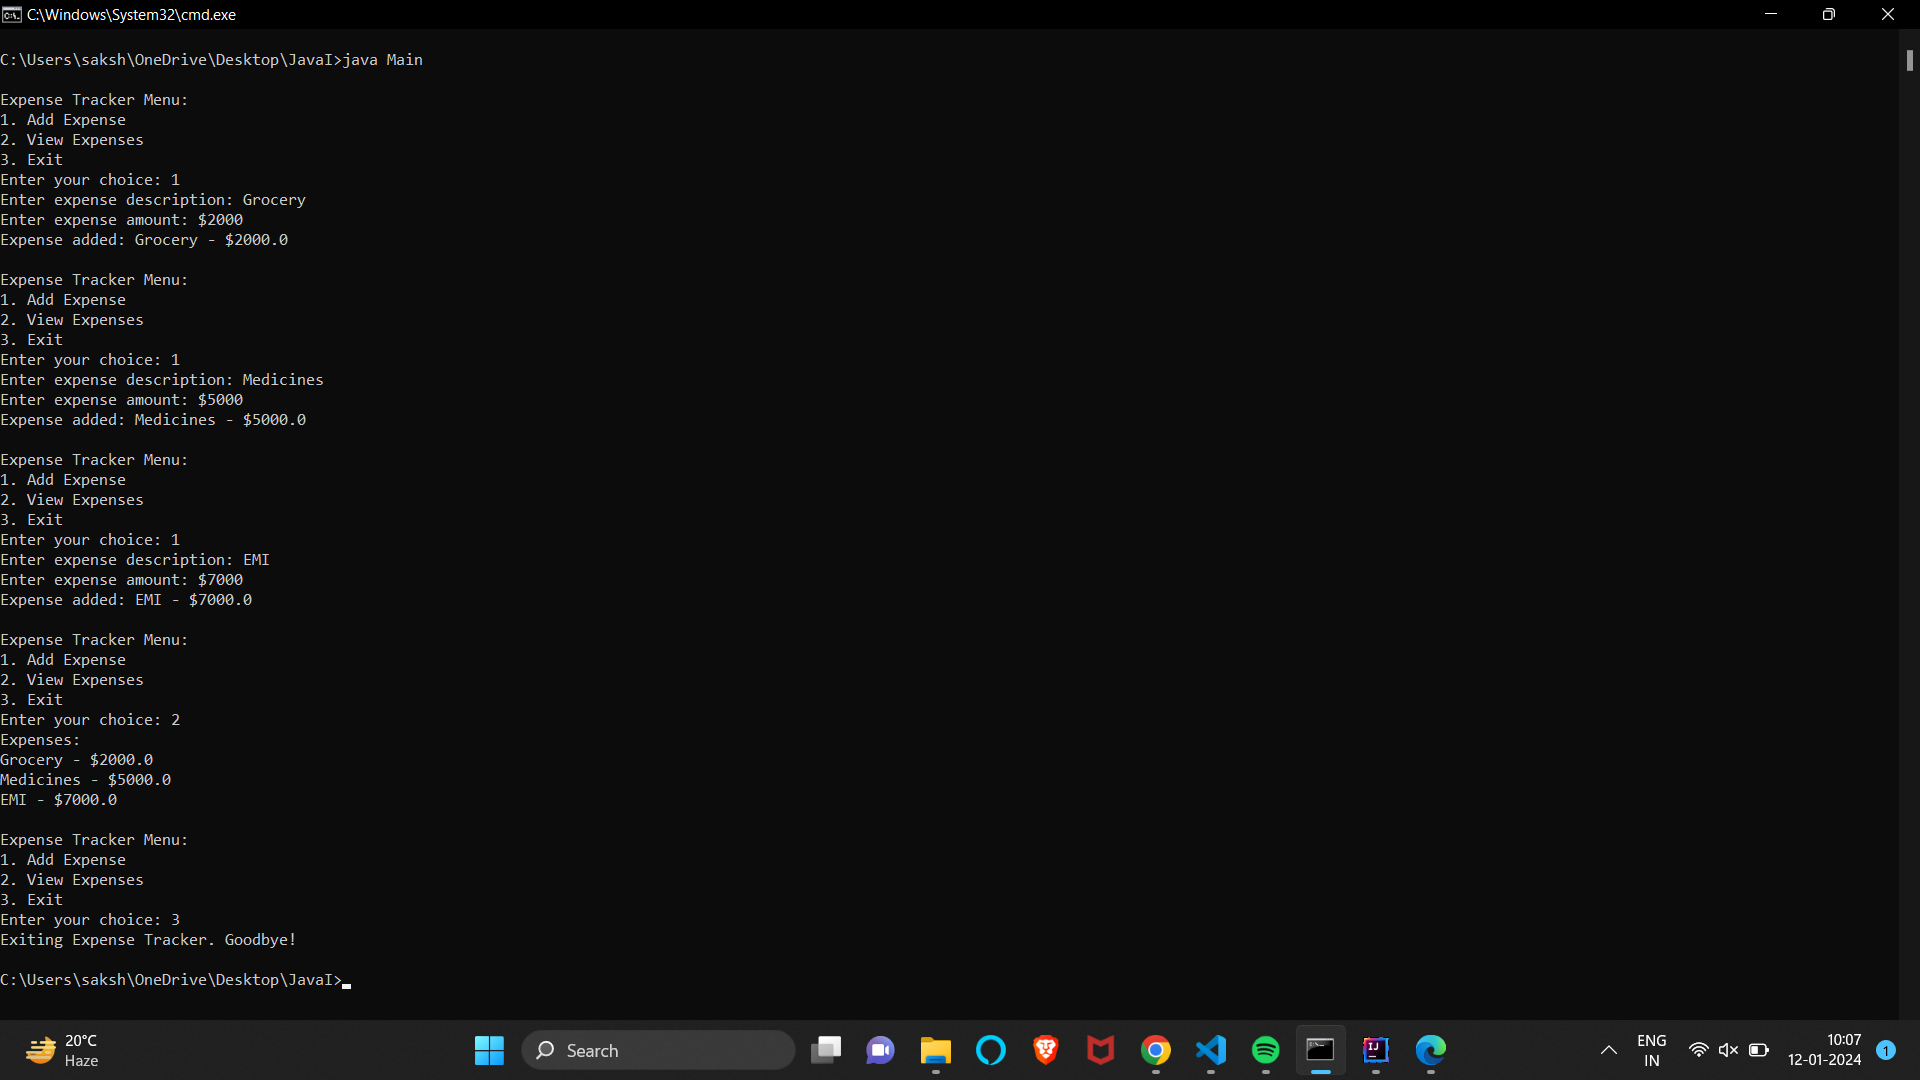 C:\Windows\System32\cmd.exe
C:\Users\saksh\OneDrive\Desktop\JavaI>java Main
Expense Tracker Menu:
1. Add Expense
2. View Expenses
3. Exit
Enter your choice: 1
Enter expense description: Grocery
Enter expense amount: $2000
Expense added: Grocery - $2000.0
Expense Tracker Menu:
1. Add Expense
2. View Expenses
3. Exit
Enter your choice: 1
Enter expense description: Medicines
Enter expense amount: $5000
Expense added: Medicines - $5000.0
Expense Tracker Menu:
1. Add Expense
2. View Expenses
3. Exit
Enter your choice: 1
Enter expense description: EMI
Enter expense amount: $7000
Expense added: EMI - $7000.0
Expense Tracker Menu:
1. Add Expense
2. View Expenses
3. Exit
Enter your choice: 2
Expenses:
Grocery - $2000.0
Medicines - $5000.0
EMI - $7000.0
Expense Tracker Menu:
1. Add Expense
2. View Expenses
3. Exit
Enter your choice: 3
Exiting Expense Tracker. Goodbye!
C:\Users\saksh\OneDrive\Desktop\JavaI>
20°C
Haze
Search
IJ
ENG
IN
10:07
12-01-2024
1